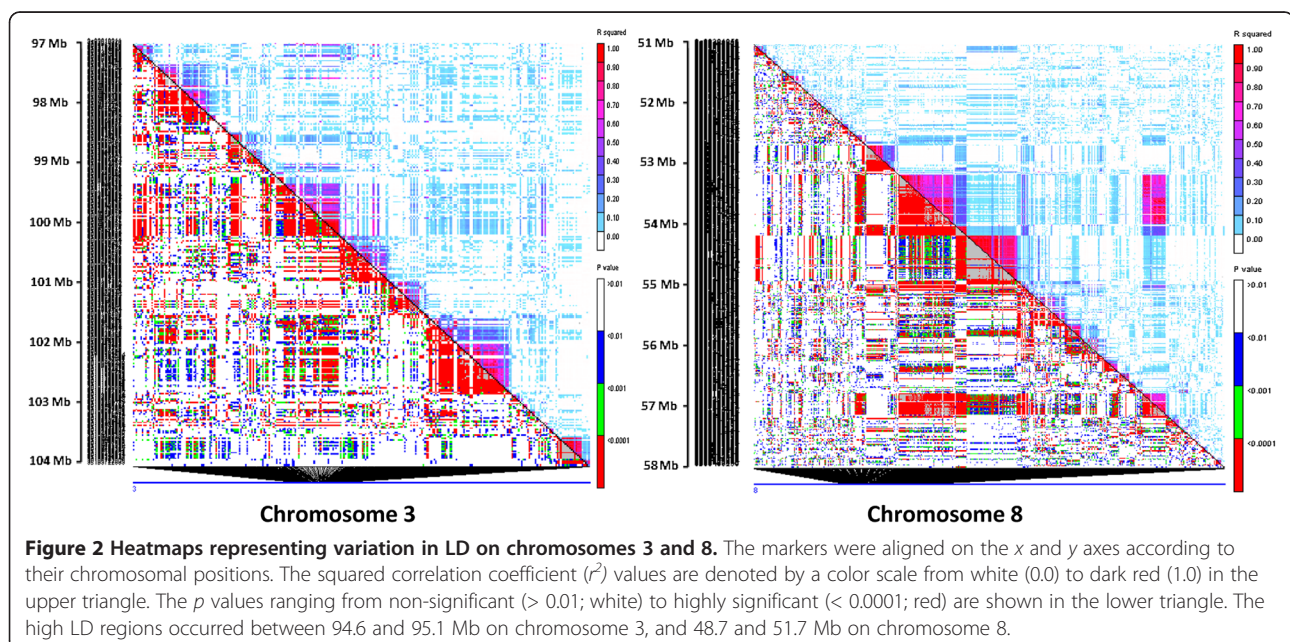 97 Mb
98 Mb
99 Mb
100 Mb
101 Mb
102 Mb
103 Mb
104 Mb
R squared
1.00
0.90
0.80
0.70
0.60
0.50
0.40
0.30
0.20
0.10
0.00
P value
>0.01
<0.01
<0.001
<0.0001
3
Chromosome 3
51 Mb
52 Mb
53 Mb
54 Mb
55 Mb
56 Mb
57 Mb
58 Mb
R squared
1.00
0.90
0.80
0.70
0.60
0.50
0.40
0.30
0.20
0.10
0.00
P value
>0.01
<0.01
<0.001
<0.0001
8
Chromosome 8
Figure 2 Heatmaps representing variation in LD on chromosomes 3 and 8. The markers were aligned on the x and y axes according to
their chromosomal positions. The squared correlation coefficient (r²) values are denoted by a color scale from white (0.0) to dark red (1.0) in the
upper triangle. The p values ranging from non-significant (> 0.01; white) to highly significant (< 0.0001; red) are shown in the lower triangle. The
high LD regions occurred between 94.6 and 95.1 Mb on chromosome 3, and 48.7 and 51.7 Mb on chromosome 8.